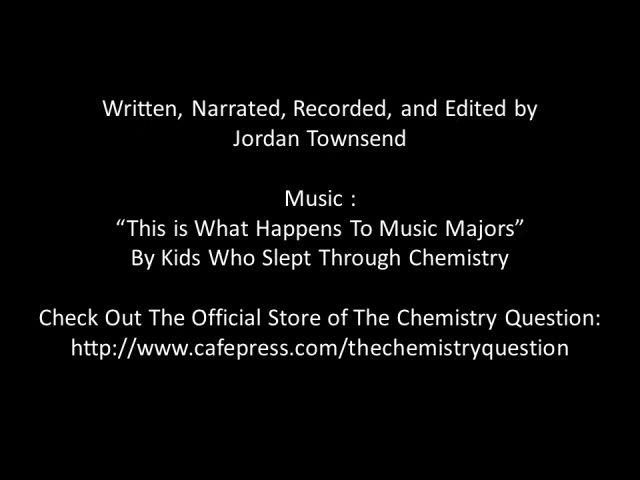 Written, Narrated, Recorded, and Edited by
Jordan Townsend
Music :
“This is What Happens To Music Majors”
By Kids Who Slept Through Chemistry
Check Out The Official Store of The Chemistry Question:
http://www.cafepress.com/thechemistryquestion